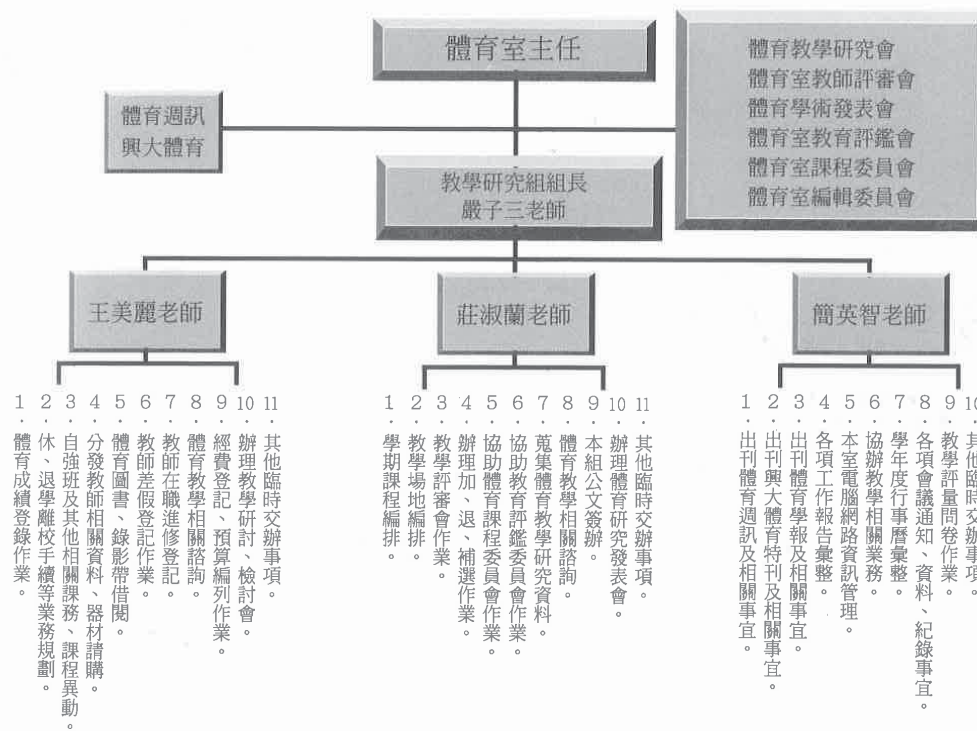 體育室主任
體育週訊
興大體育
體育教學研究會
體育室教師評審會
體育學術發表會
體育室教育評鑑會
體育室課程委員會
體育室編輯委員會
教學研究組組長
嚴子三老師
王美麗老師
莊淑蘭老師
簡英智老師
1.體育成績登錄作業。
2.休、退學離校手續等業務規劃。
3.自強班及其他相關課務、課程異動。
4.分發教師相關資料、器材請購。
5.體育圖書、錄影帶借閱。
6.教師差假登記作業。
7.教師在職進修登記。
8.體育教學相關諮詢。
9.經費登記、預算編列作業。
10.辦理教學研討、檢討會。
11.其他臨時交辦事項。
1.學期課程編排。
2.教學場地編排。
3.教學評審會作業。
4.辦理加、退、補選作業。
5.協助體育課程委員會作業。
6.協助教育評鑑委員會作業。
7.蒐集體育教學研究資料。
8.體育教學相關諮詢。
9.本組公文簽辦。
10.辦理體育研究發表會。
11.其他臨時交辦事項。
1.出刊體育週訊及相關事宜。
2.出刊興大體育特刊及相關事宜。
3.出刊體育學報及相關事宜。
4.各項工作報告彙整。
5.本室電腦網路資訊管理。
6.協辦教學相關業務。
7.學年度行事曆彙整。
8.各項會議通知、資料、紀錄事宜。
9.教學評量問卷作業。
10.其他臨時交辦事項。